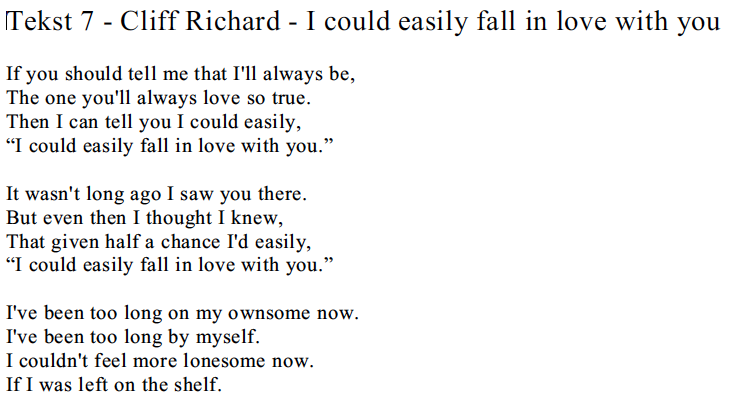 Tekst 7 - Cliff Richard - I could easily fall in love with you
If you should tell me that I'll always be,
The one you'll always love so true.
Then I can tell you I could easily,
“I could easily fall in love with you.”
It wasn't long ago I saw you there.
But even then I thought I knew,
That given half a chance I'd easily,
“I could easily fall in love with you.”
I've been too long on my ownsome now.
I've been too long by myself.
I couldn't feel more lonesome now.
If I was left on the shelf.